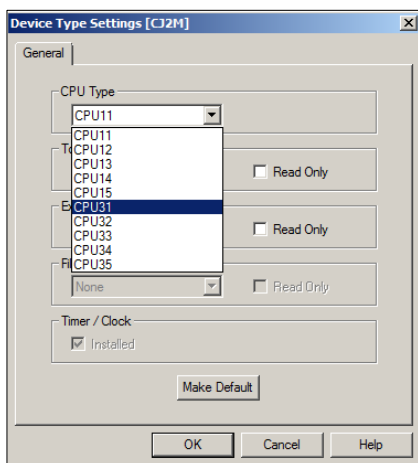 Device Type Settings [CJ2M]
General
CPU Type
CPU11
CPU11
CPU12
CPU13
CPU14
CPU15
CPU31
CPU32
CPU33
CPU34
CPU35
Read Only
Read Only
None
Read Only
Timer / Clock
Installed
Make Default
OK Cancel Help